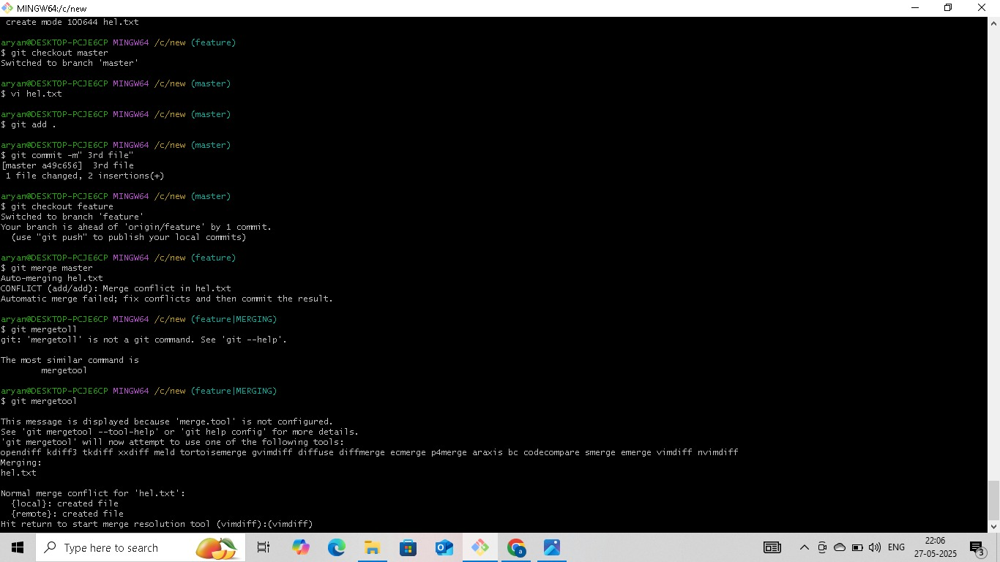 MINGW64:/c/new
 create mode 100644 hel.txt
aryan@DESKTOP-PCJE6CP MINGW64 /c/new (feature)
$ git checkout master
Switched to branch 'master'
aryan@DESKTOP-PCJE6CP MINGW64 /c/new (master)
$ vi hel.txt
aryan@DESKTOP-PCJE6CP MINGW64 /c/new (master)
$ git add .
aryan@DESKTOP-PCJE6CP MINGW64 /c/new (master)
$ git commit -m" 3rd file"
[master a49c656]  3rd file
 1 file changed, 2 insertions(+)
aryan@DESKTOP-PCJE6CP MINGW64 /c/new (master)
$ git checkout feature
Switched to branch 'feature'
Your branch is ahead of 'origin/feature' by 1 commit.
  (use "git push" to publish your local commits)
aryan@DESKTOP-PCJE6CP MINGW64 /c/new (feature)
$ git merge master
Auto-merging hel.txt
CONFLICT (add/add): Merge conflict in hel.txt
Automatic merge failed; fix conflicts and then commit the result.
aryan@DESKTOP-PCJE6CP MINGW64 /c/new (feature|MERGING)
$ git mergetoll
git: 'mergetoll' is not a git command. See 'git --help'.
The most similar command is
        mergetool
aryan@DESKTOP-PCJE6CP MINGW64 /c/new (feature|MERGING)
$ git mergetool
This message is displayed because 'merge.tool' is not configured.
See 'git mergetool --tool-help' or 'git help config' for more details.
'git mergetool' will now attempt to use one of the following tools:
opendiff kdiff3 tkdiff xxdiff meld tortoisemerge gvimdiff diffuse diffmerge ecmerge p4merge araxis bc codecompare smerge emerge vimdiff nvimdiff
Merging:
hel.txt
Normal merge conflict for 'hel.txt':
  {local}: created file
  {remote}: created file
Hit return to start merge resolution tool (vimdiff):(vimdiff)
Type here to search
a
ENG
22:06
27-05-2025
3